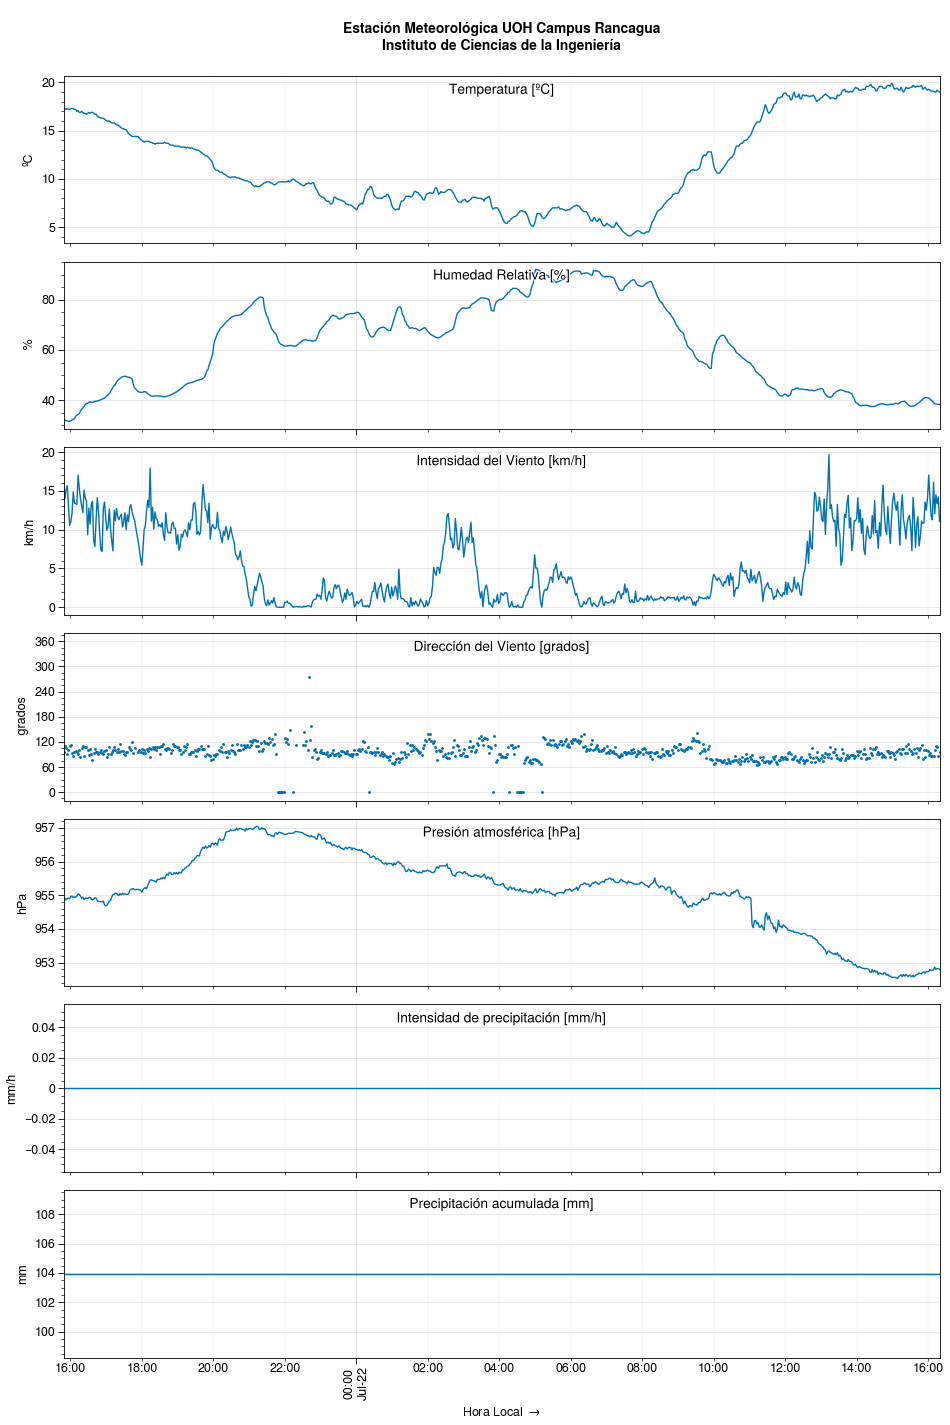 Estación Meteorológica UOH Campus Rancagua
Instituto de Ciencias de la Ingeniería
Temperatura [ºC]
20
15
10
5
ºC
Humedad Relativa [%]
80
60
40
%
Intensidad del Viento [km/h]
20
15
10
5
0
km/h
Dirección del Viento [grados]
360
300
240
180
120
60
0
grados
Presión atmosférica [hPa]
957
956
955
954
953
hPa
Intensidad de precipitación [mm/h]
0.04
0.02
0
−0.02
−0.04
mm/h
Precipitación acumulada [mm]
108
106
104
102
100
mm
16:00 18:00 20:00 22:00 00:00 02:00 04:00 06:00 08:00 10:00 12:00 14:00 16:00
Jul-22
Hora Local →